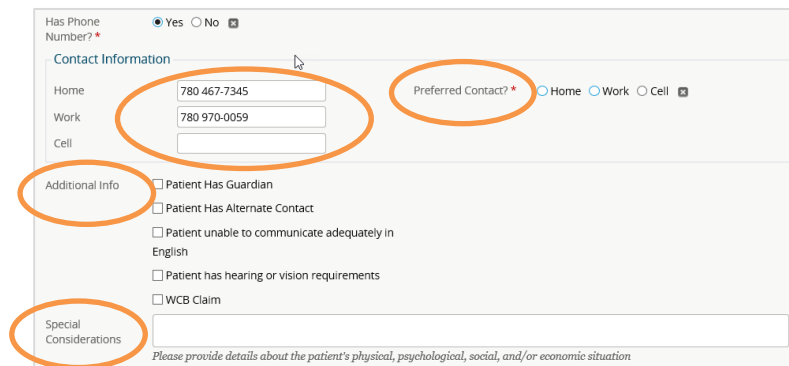 Has Phone Number? * Yes No
Contact Information
Home 780 467-7345 Preferred Contact? * Home Work Cell
Work 780 970-0059
Cell
Additional Info Patient Has Guardian
Patient Has Alternate Contact
Patient unable to communicate adequately in
English
Patient has hearing or vision requirements
WCB Claim
Special
Considerations
Please provide details about the patient's physical, psychological, social, and/or economic situation